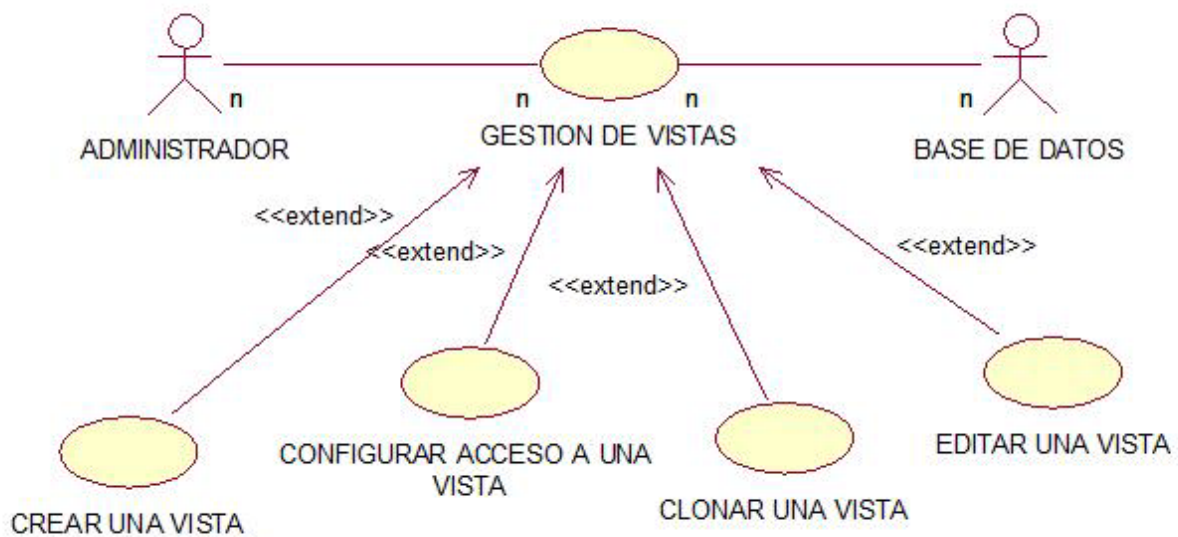 n
n
n
n
ADMINISTRADOR
GESTION DE VISTAS
BASE DE DATOS
<<extend>>
<<extend>>
<<extend>>
<<extend>>
CONFIGURAR ACCESO A UNA
VISTA
EDITAR UNA VISTA
CLONAR UNA VISTA
CREAR UNA VISTA